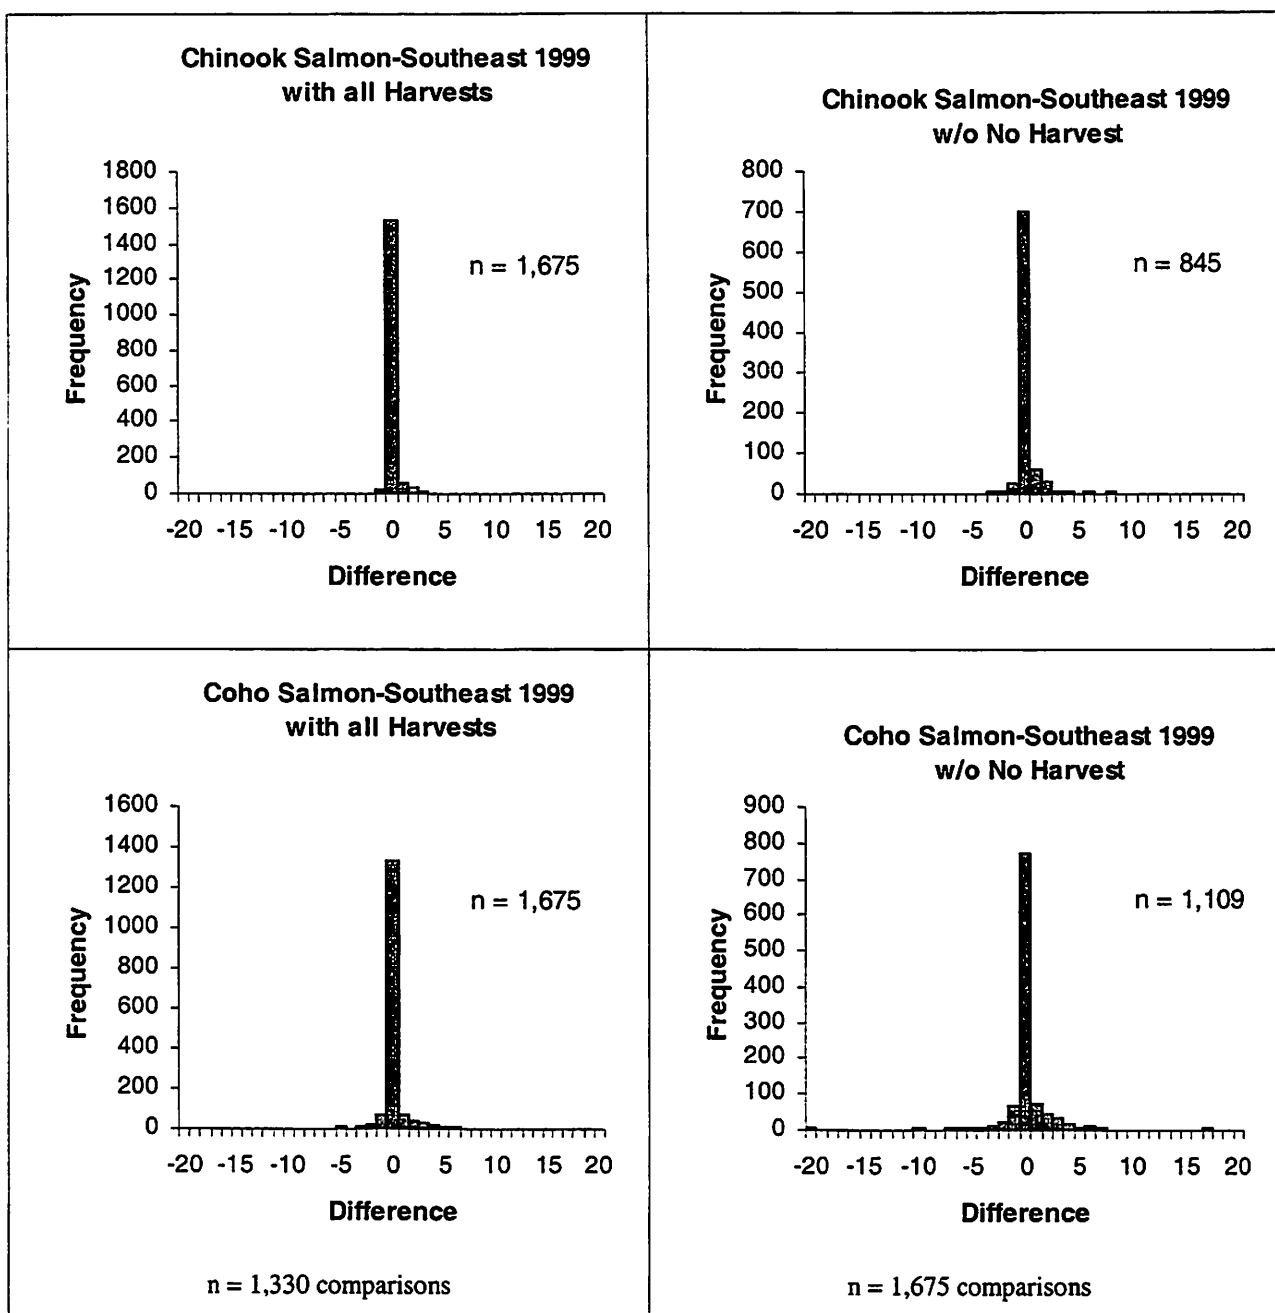 Chinook Salmon-Southeast 1999
with all Harvests
1800
1600
1400
1200
1000
800
600
400
200
0
Frequency
n = 1,675
-20 -15 -10 -5 0 5 10 15 20
Difference
Chinook Salmon-Southeast 1999
w/o No Harvest
800
700
600
500
400
300
200
100
0
Frequency
n = 845
-20 -15 -10 -5 0 5 10 15 20
Difference
Coho Salmon-Southeast 1999
with all Harvests
1600
1400
1200
1000
800
600
400
200
0
Frequency
n = 1,675
-20 -15 -10 -5 0 5 10 15 20
Difference
n = 1,330 comparisons
Coho Salmon-Southeast 1999
w/o No Harvest
900
800
700
600
500
400
300
200
100
0
Frequency
n = 1,109
-20 -15 -10 -5 0 5 10 15 20
Difference
n = 1,675 comparisons